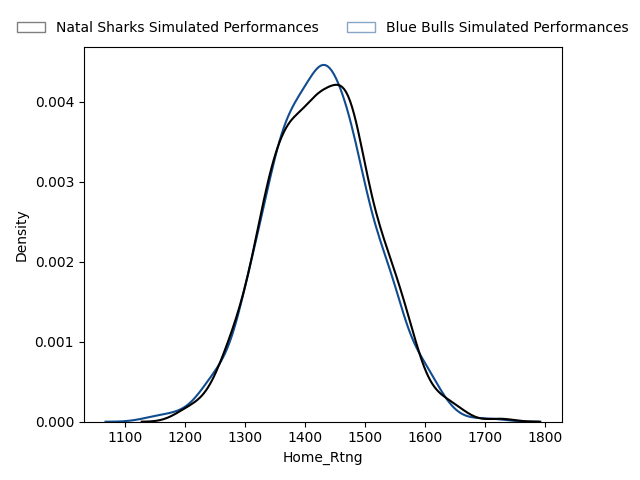 Natal Sharks Simulated Performances
Blue Bulls Simulated Performances
Density
0.004
0.003
0.002
0.001
0.000
1100 1200 1300 1400 1500 1600 1700 1800
Home_Rtng